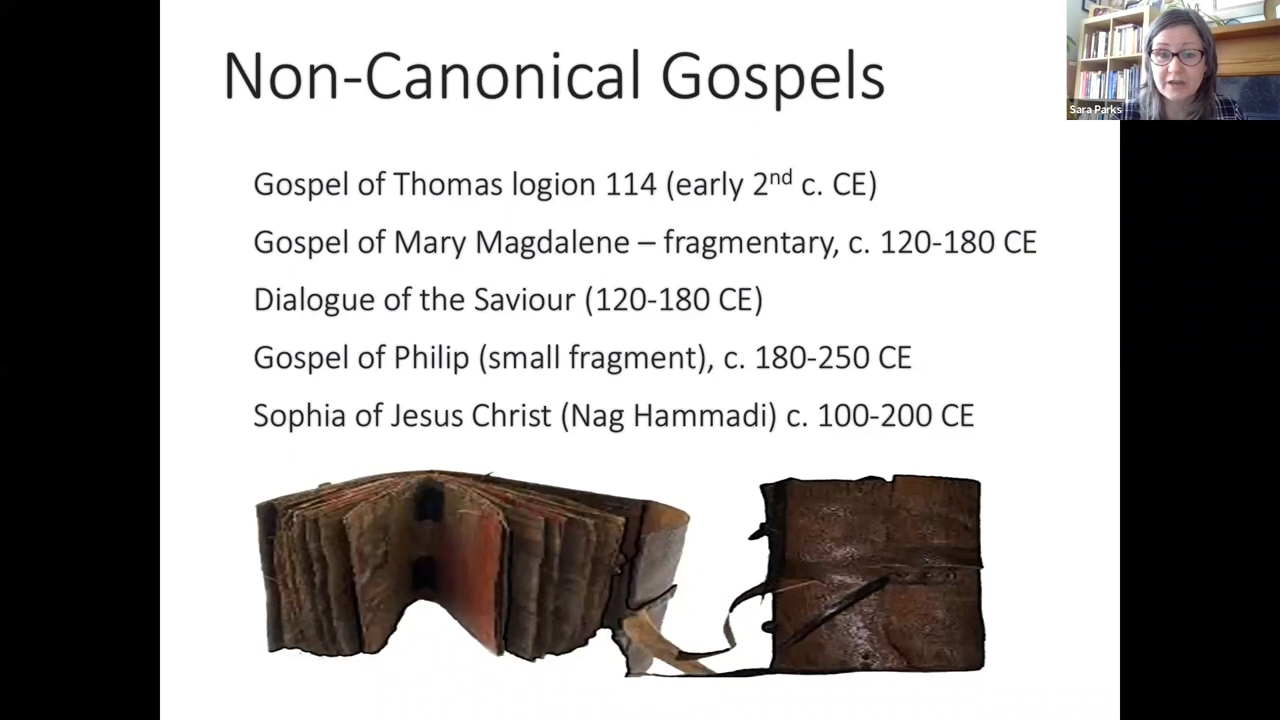 Non-Canonical Gospels
Sara Parks
Gospel of Thomas logion 114 (early 2nd c. CE)
Gospel of Mary Magdalene – fragmentary, c. 120-180 CE
Dialogue of the Saviour (120-180 CE)
Gospel of Philip (small fragment), c. 180-250 CE
Sophia of Jesus Christ (Nag Hammadi) c. 100-200 CE